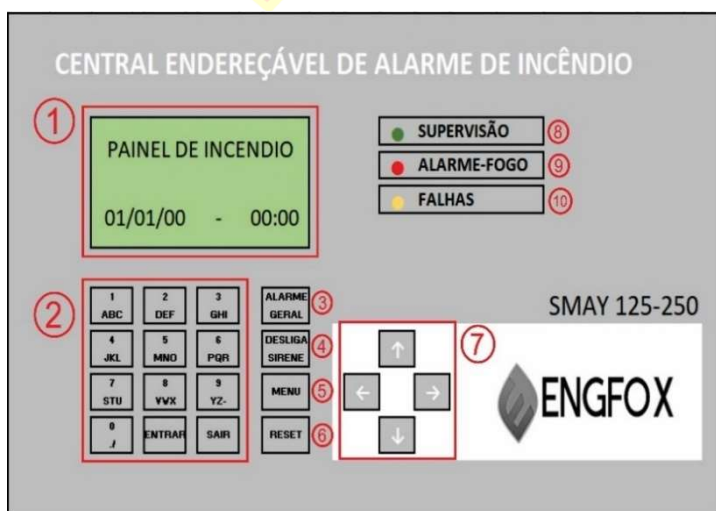 CENTRAL ENDEREÇÁVEL DE ALARME DE INCÊNDIO
1
PAINEL DE INCENDIO
01/01/00 - 00:00
SUPERVISÃO 8
ALARME-FOGO 9
FALHAS 10
2
1 2 3
ABC DEF GHI
4 5 6
JKL MNO PQR
7 8 9
STU VWX YZ-
0
./ ENTRAR SAIR
ALARME GERAL 3
DESLIGA SIRENE 4
MENU 5
RESET 6
↑
← →
↓
7
SMAY 125-250
ENGFOX